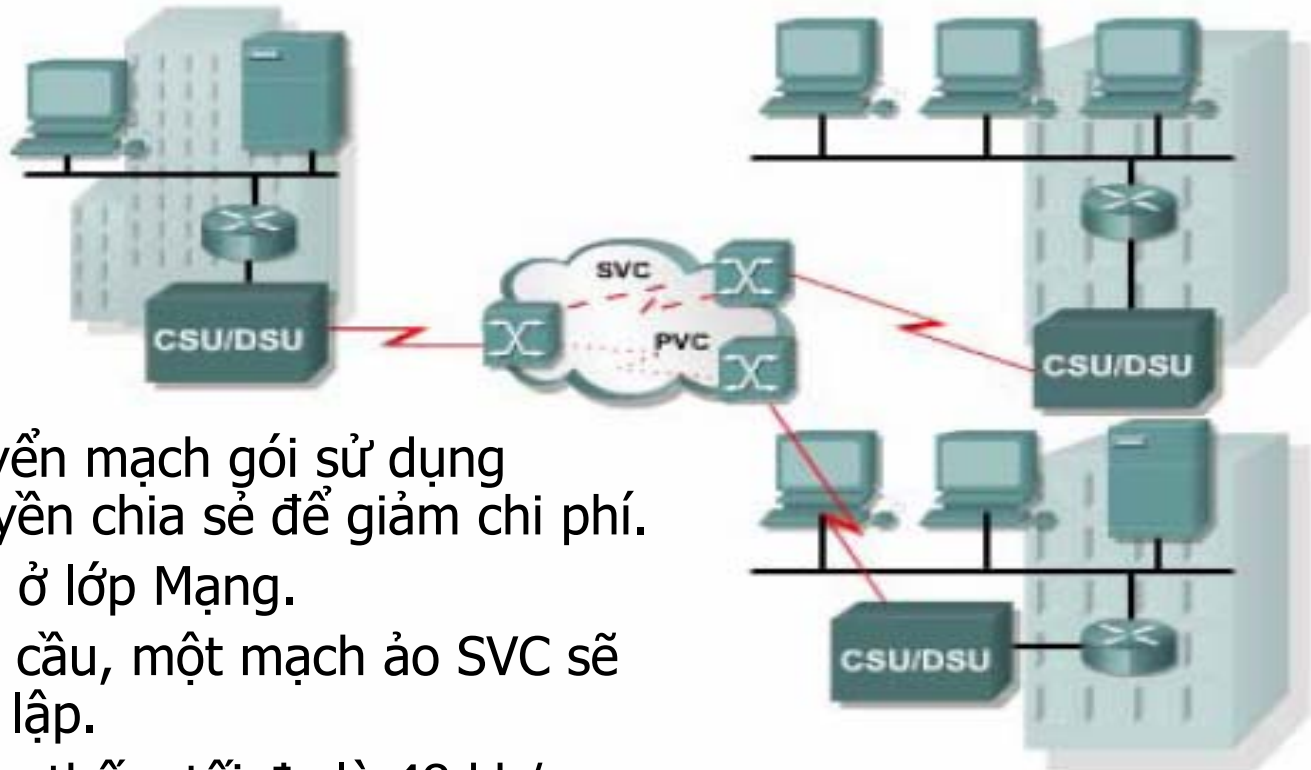 SVC
PVC
CSU/DSU
CSU/DSU
CSU/DSU
yển mạch gói sử dụng
yền chia sẻ để giảm chi phí.
ở lớp Mạng.
cầu, một mạch ảo SVC sẽ
lập.